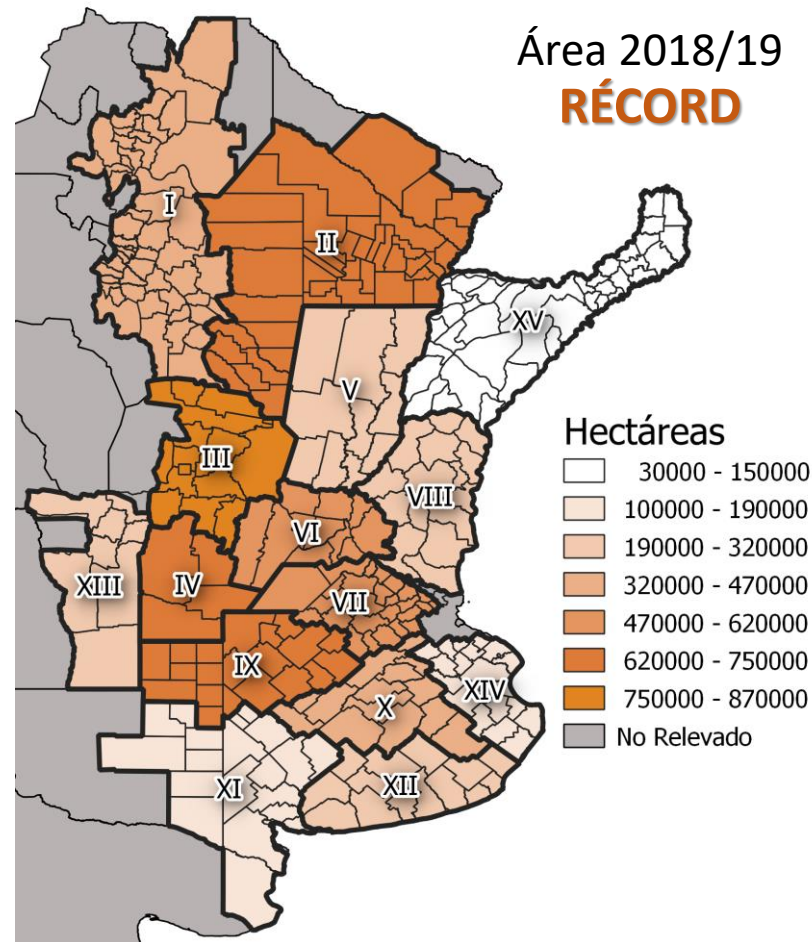 Área 2018/19
RÉCORD
I
II
XV
V
III
VIII
VI
XIII
IV
VII
IX
XIV
X
XI
XII
Hectáreas
30000 - 150000
100000 - 190000
190000 - 320000
320000 - 470000
470000 - 620000
620000 - 750000
750000 - 870000
No Relevado